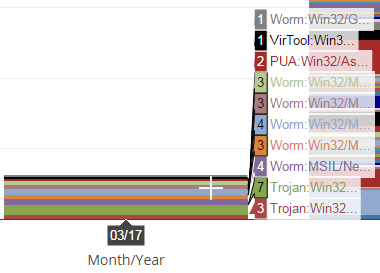 1 Worm:Win32/G...
1 VirTool:Win3...
2 PUA:Win32/As...
3 Worm:Win32/M...
3 Worm:Win32/M...
3 Worm:Win32/M...
3 Worm:Win32/M...
4 Worm:MSIL/Ne...
7 Trojan:Win32...
3 Trojan:Win32...
03/17
Month/Year